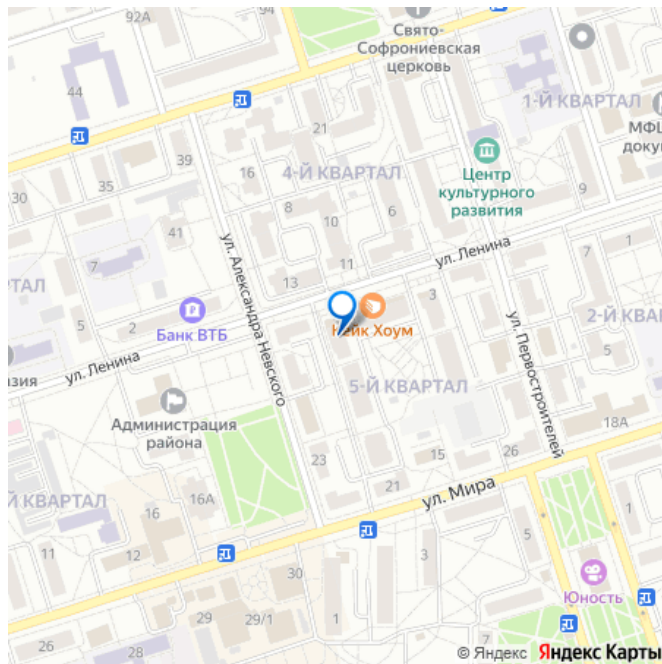 92А
94
Свято-
Софрониевская
церковь
44
1-Й КВАРТАЛ
21
39
МФЦ
докум
16
4-Й КВАРТАЛ
Центр
культурного
развития
35
30
8
6
9
10
41
ул. Ленина
11
7
1
13
3
КВАРТАЛ
ул. Александра Невского
5
2
Банк ВТБ
Кейк Хоум
ул. Первостроителей
2-Й КВАР
5
ул. Ленина
5-Й КВАРТАЛ
Администрация
района
18А
23
15
26
21
ул. Мира
Й КВАРТАЛ
16А
16
11
12
3
5
1
30
Юность
29
29/1
1
26
28
7
© Яндекс Яндекс Карты